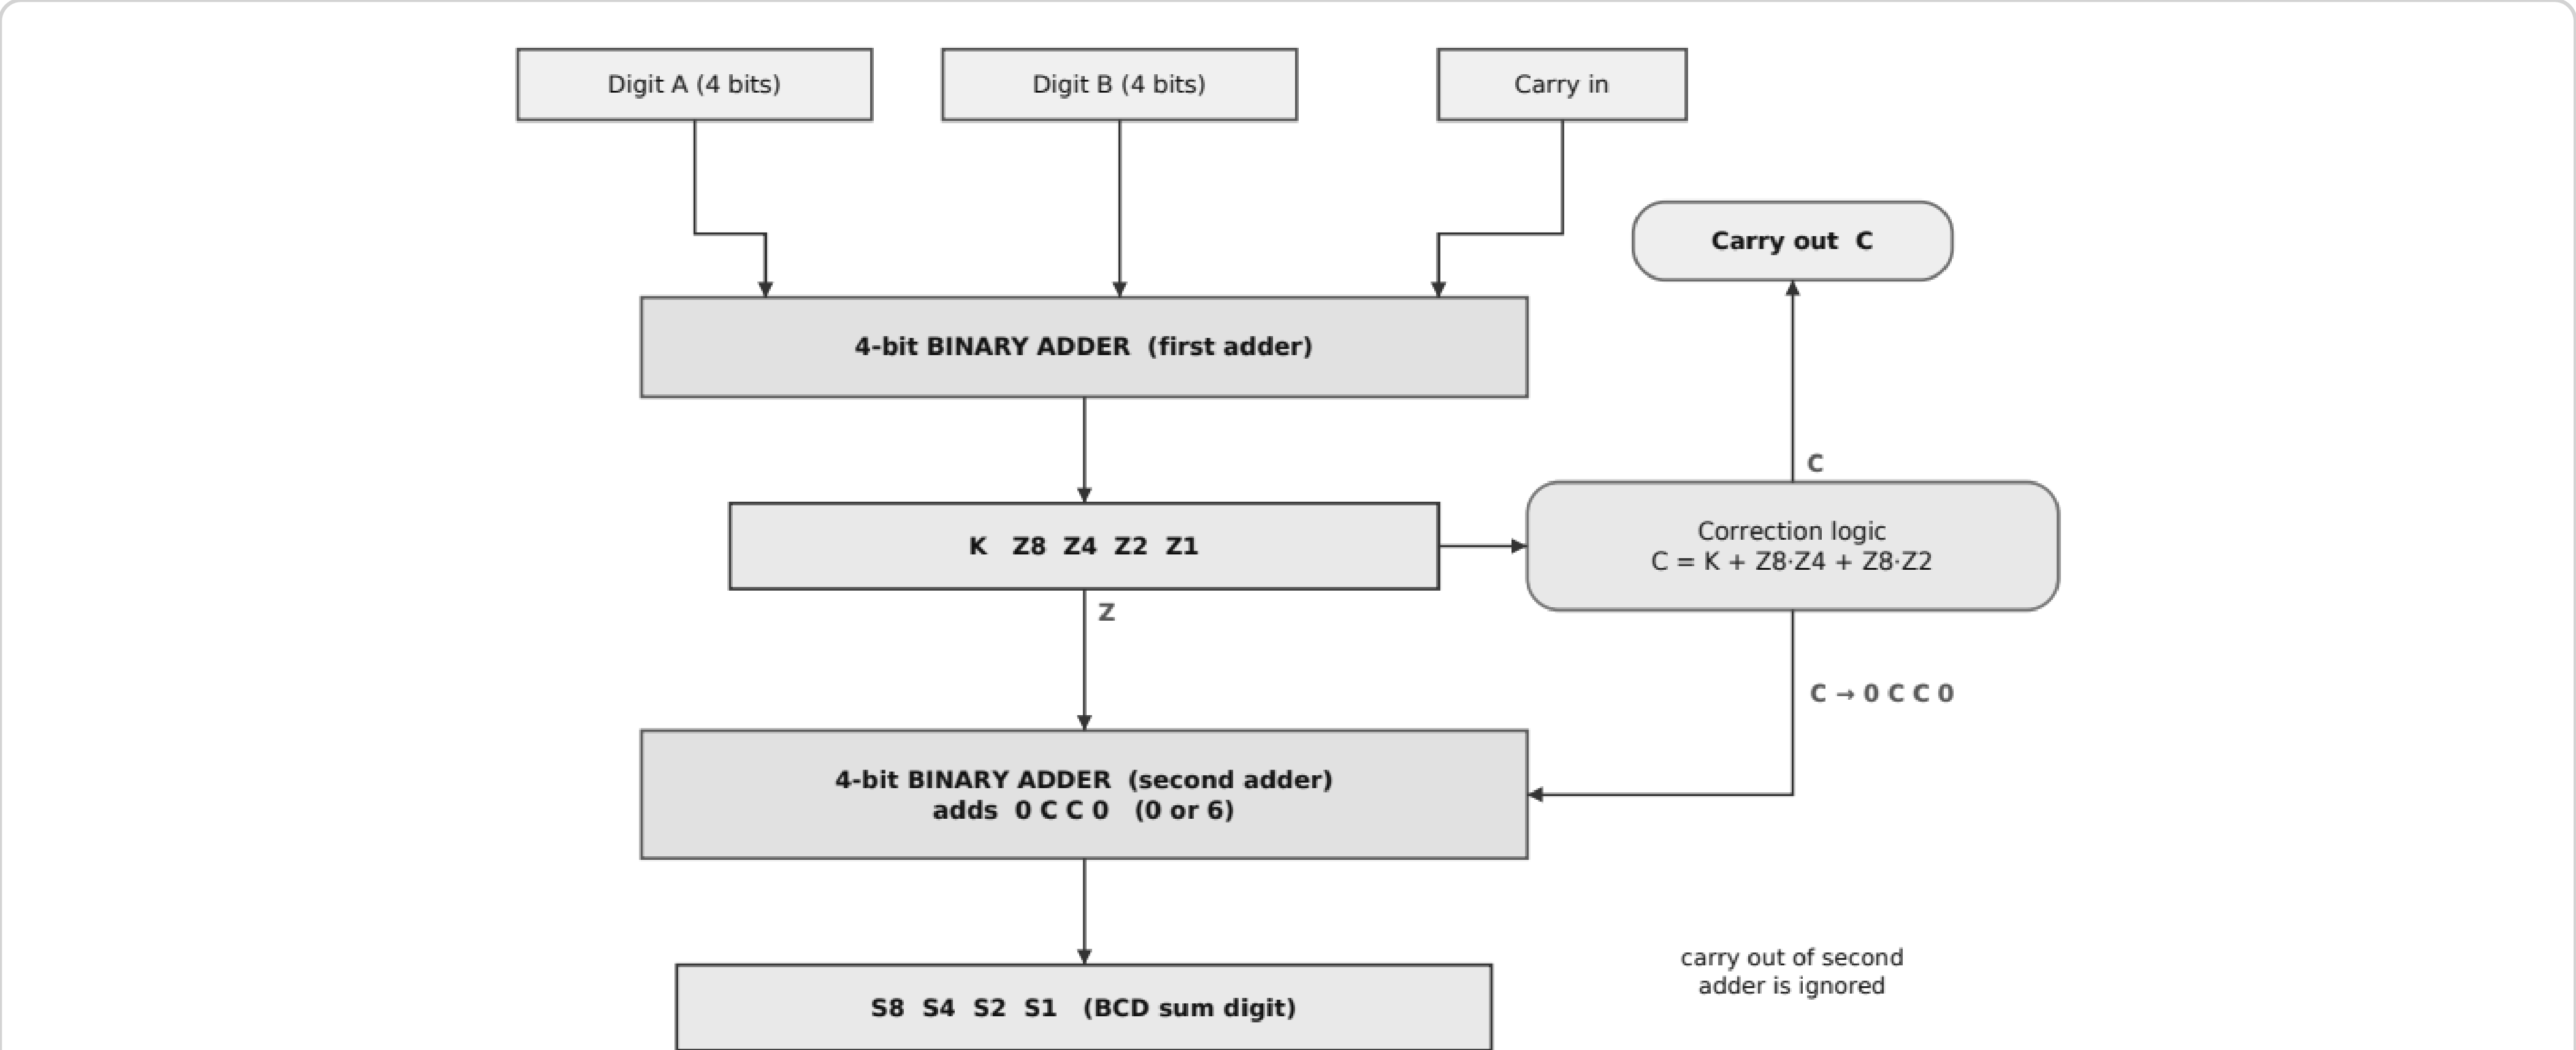 Digit A (4 bits)
Digit B (4 bits)
Carry in
Carry out C
4-bit BINARY ADDER (first adder)
C
K Z8 Z4 Z2 Z1
Correction logic
C = K + Z8·Z4 + Z8·Z2
Z
C → 0 C C 0
4-bit BINARY ADDER (second adder)
adds 0 C C 0 (0 or 6)
carry out of second
adder is ignored
S8 S4 S2 S1 (BCD sum digit)